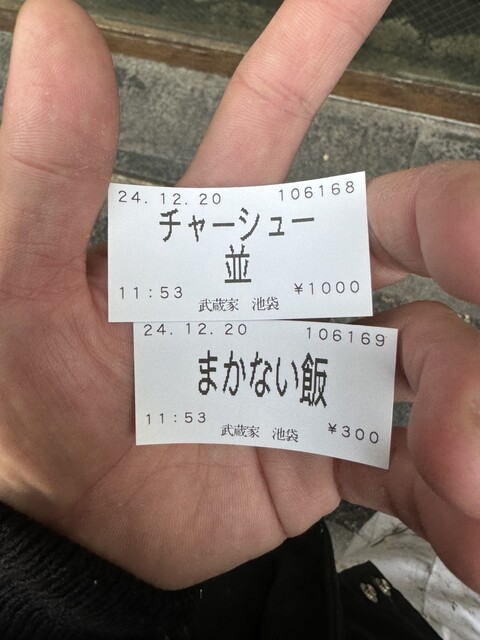 24.12.20 106168
チャーシュー
並
11:53 ¥1000
武蔵家 池袋
24.12.20 106169
まかない飯
11:53 ¥300
武蔵家 池袋